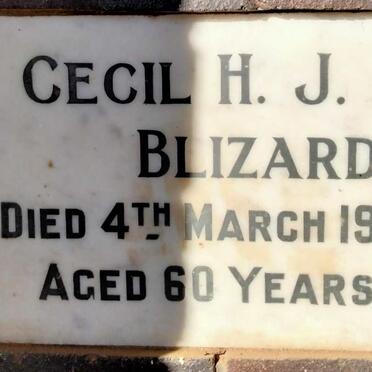 CECIL H. J.
BLIZARD
DIED 4TH MARCH 19
AGED 60 YEARS